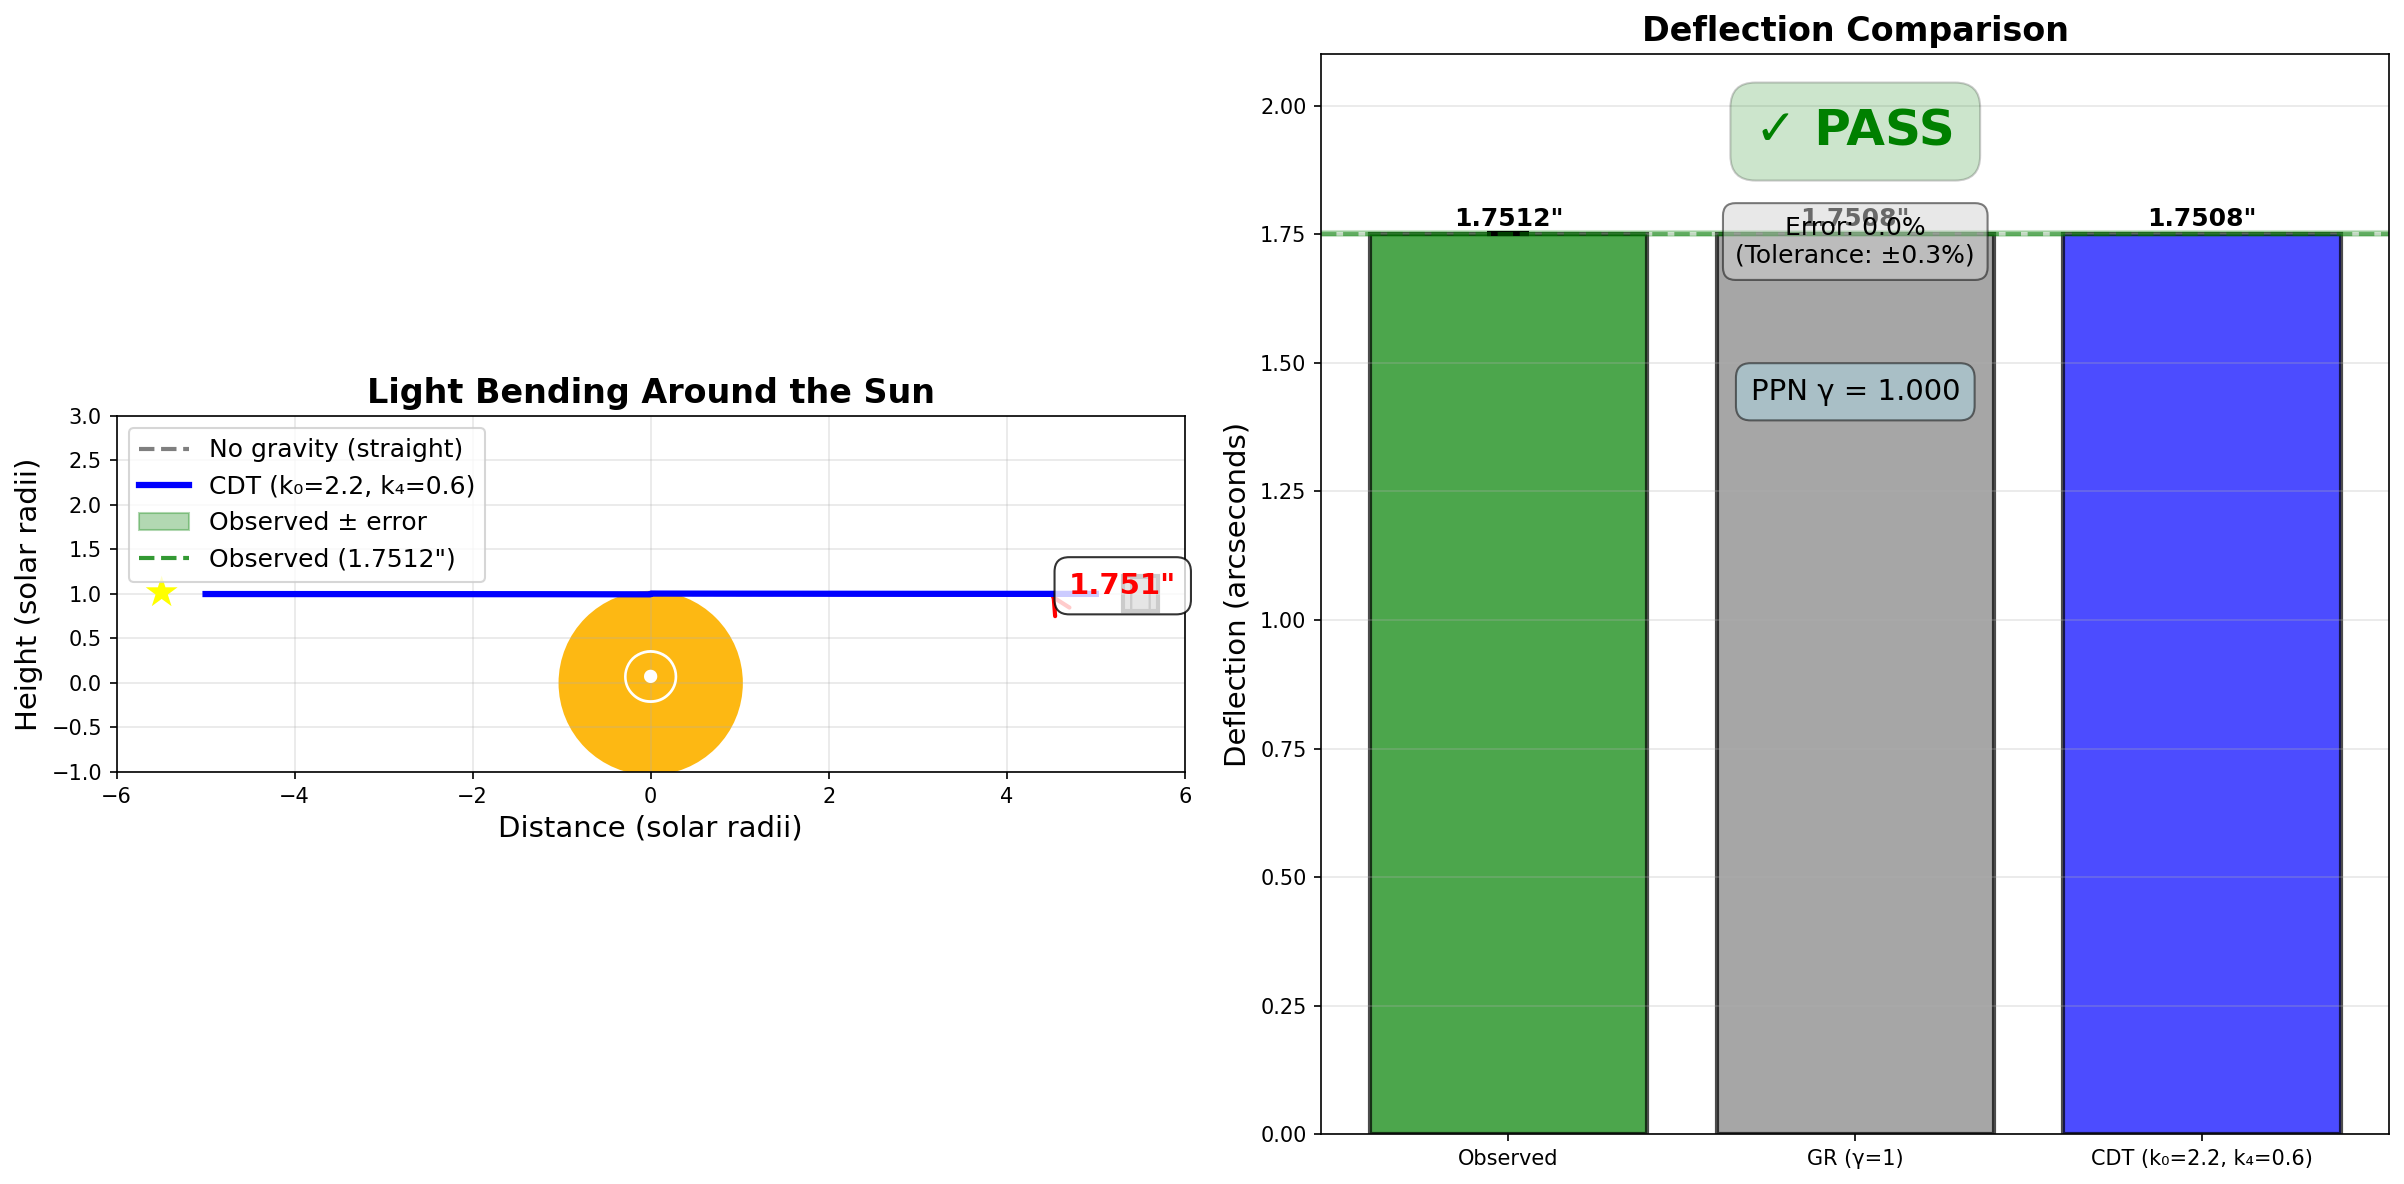 Light Bending Around the Sun
Height (solar radii)
3.0
2.5
2.0
1.5
1.0
0.5
0.0
−0.5
−1.0
No gravity (straight)
CDT (k₀=2.2, k₄=0.6)
Observed ± error
Observed (1.7512")
1.751"
−6 −4 −2 0 2 4 6
Distance (solar radii)
Deflection Comparison
Deflection (arcseconds)
2.00
1.75
1.50
1.25
1.00
0.75
0.50
0.25
0.00
✓ PASS
1.7512" 1.7508" 1.7508"
Error: 0.0%
(Tolerance: ±0.3%)
PPN γ = 1.000
Observed GR (γ=1) CDT (k₀=2.2, k₄=0.6)